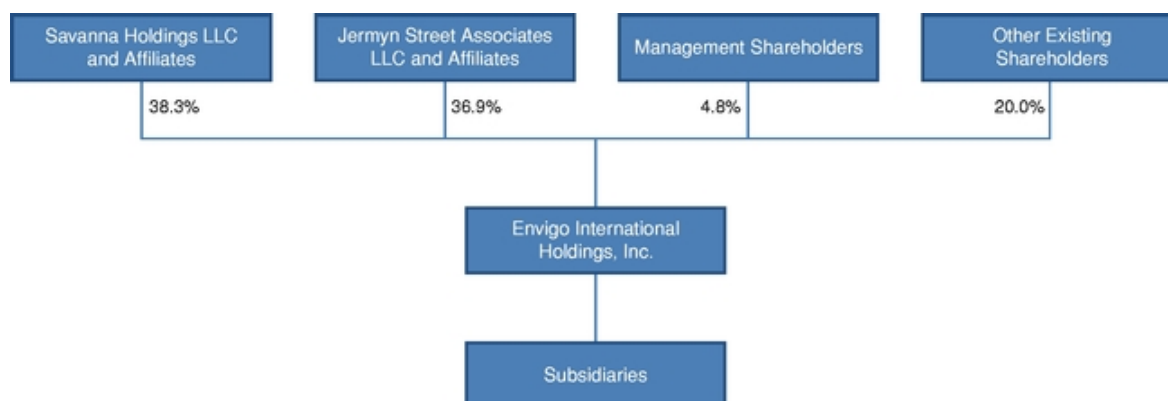 Savanna Holdings LLC
and Affiliates
Jermyn Street Associates
LLC and Affiliates
Management Shareholders
Other Existing
Shareholders
38.3%
36.9%
4.8%
20.0%
Envigo International
Holdings, Inc.
Subsidiaries